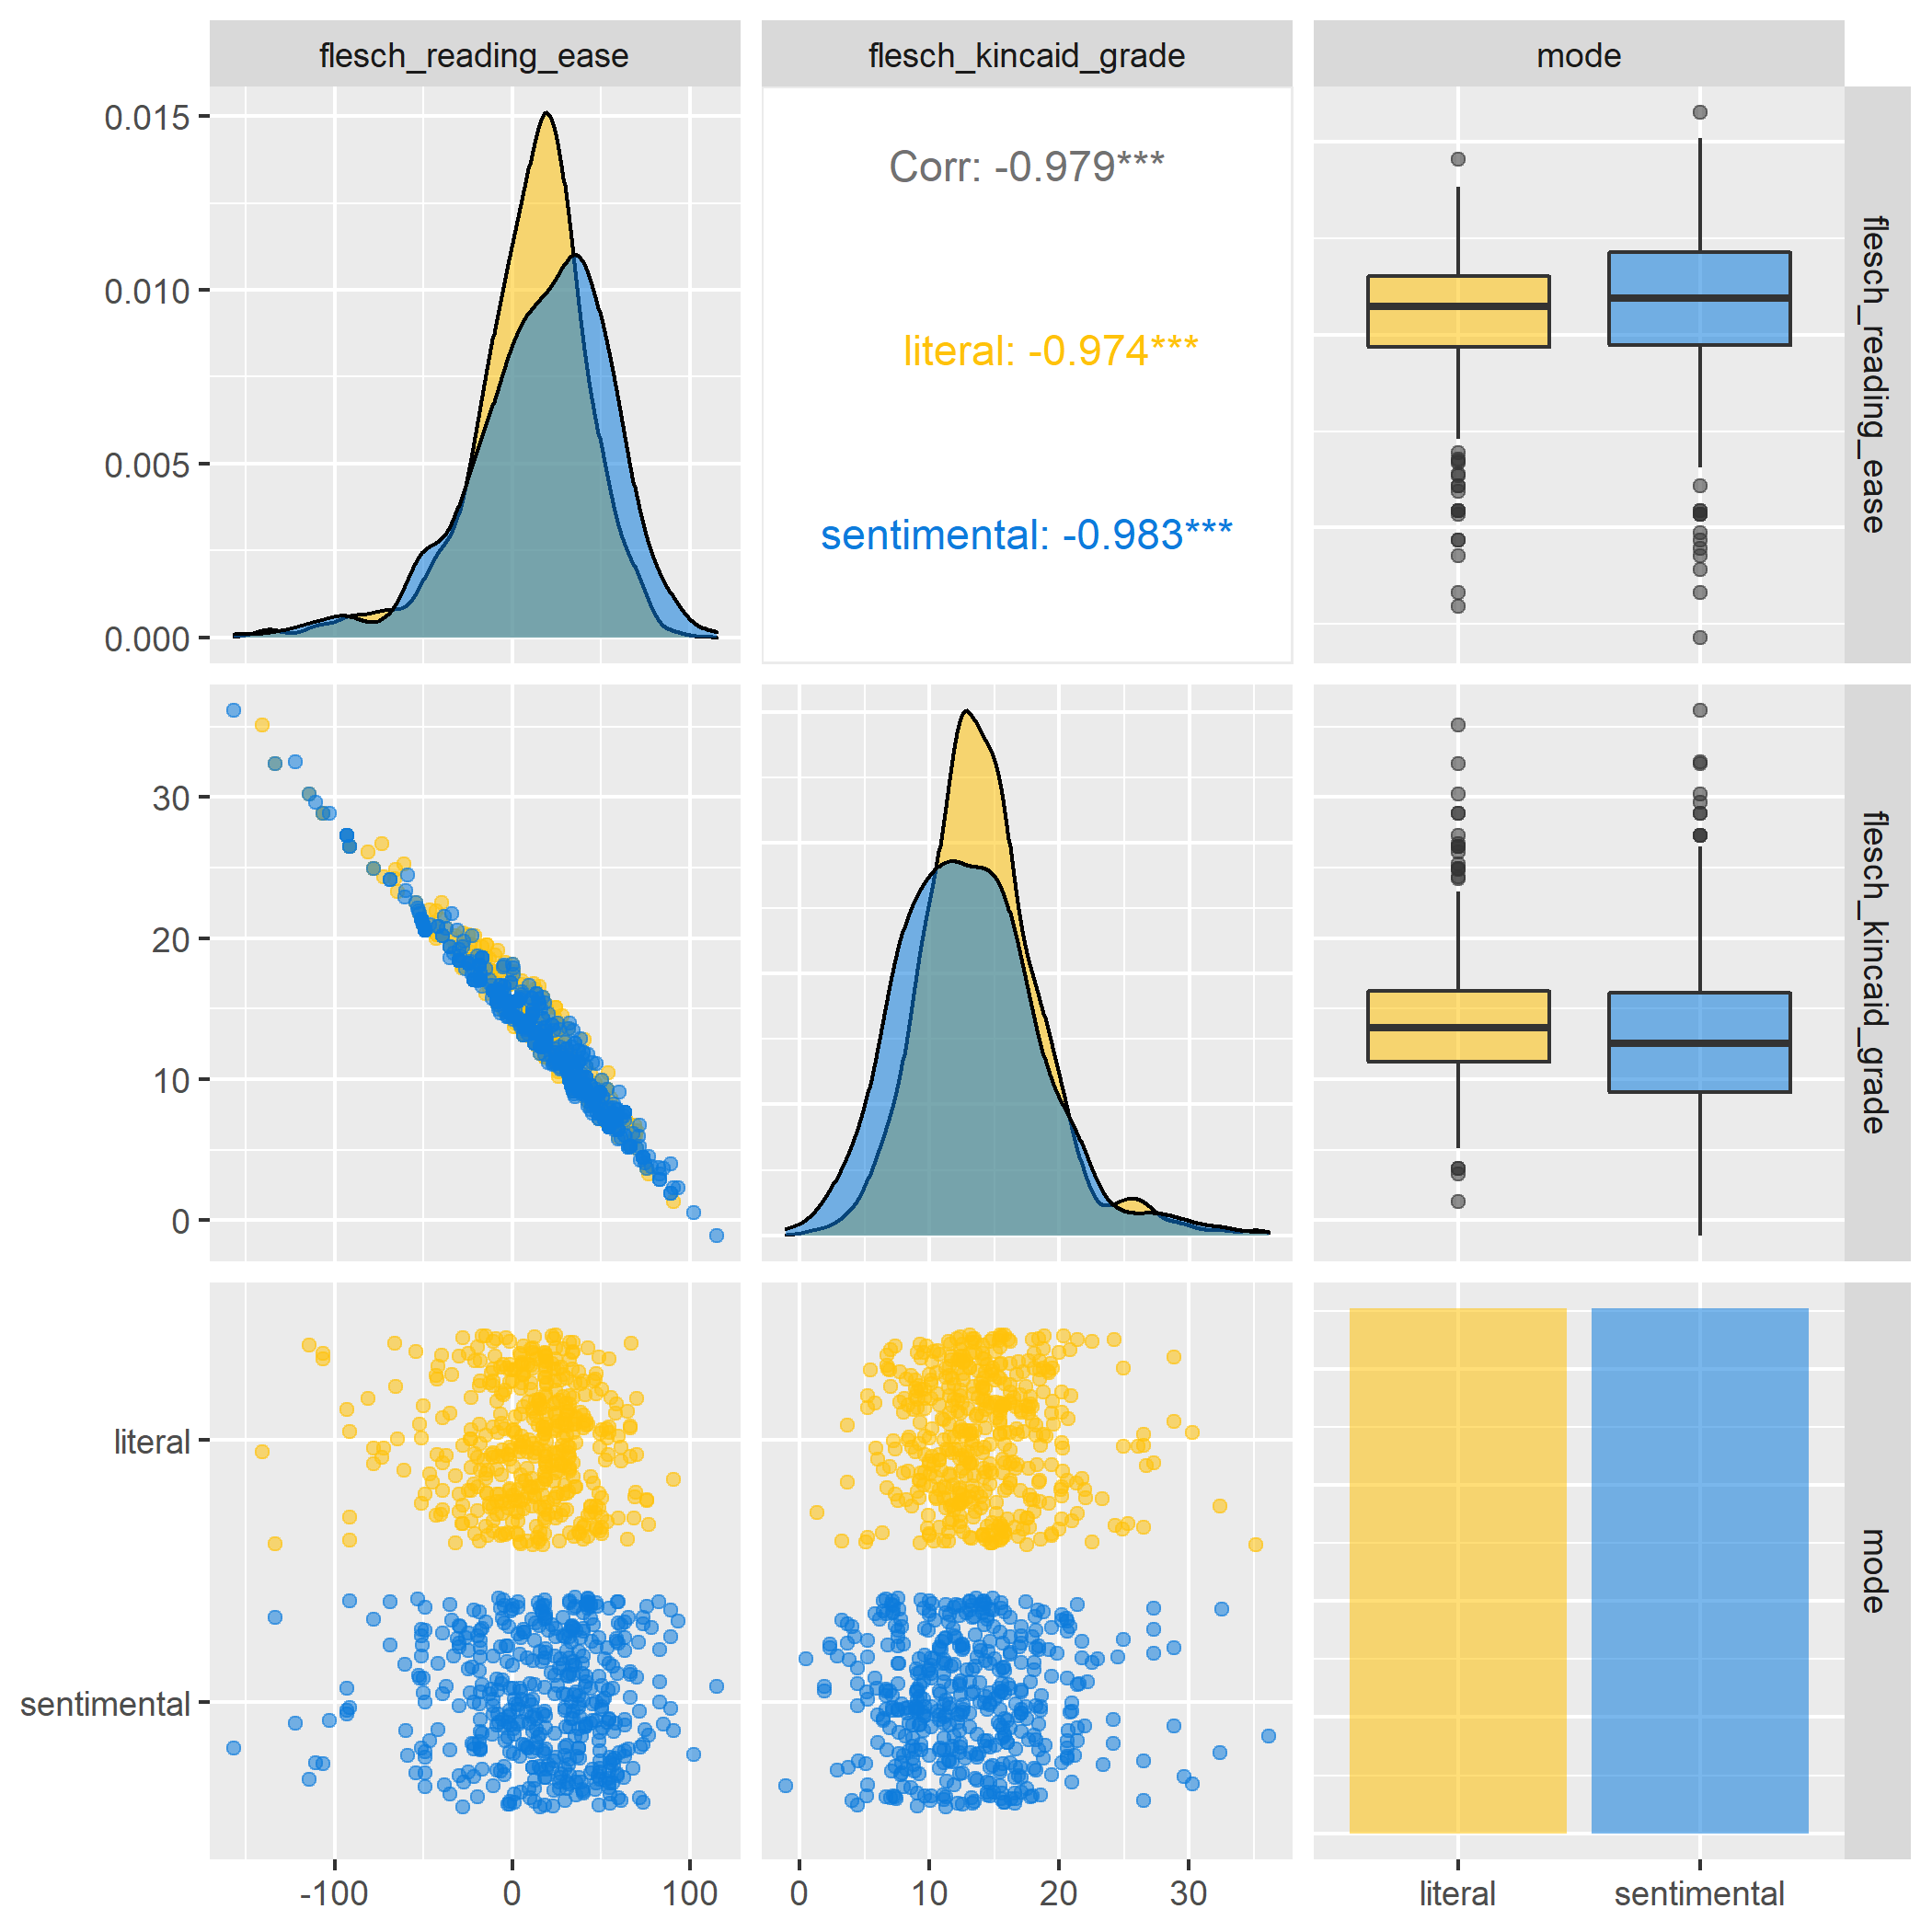 flesch_reading_ease
flesch_kincaid_grade
mode
0.015
0.010
0.005
0.000
Corr: -0.979***
literal: -0.974***
sentimental: -0.983***
flesch_reading_ease
30
20
10
0
flesch_kincaid_grade
literal
sentimental
mode
-100 0 100
0 10 20 30
literal sentimental